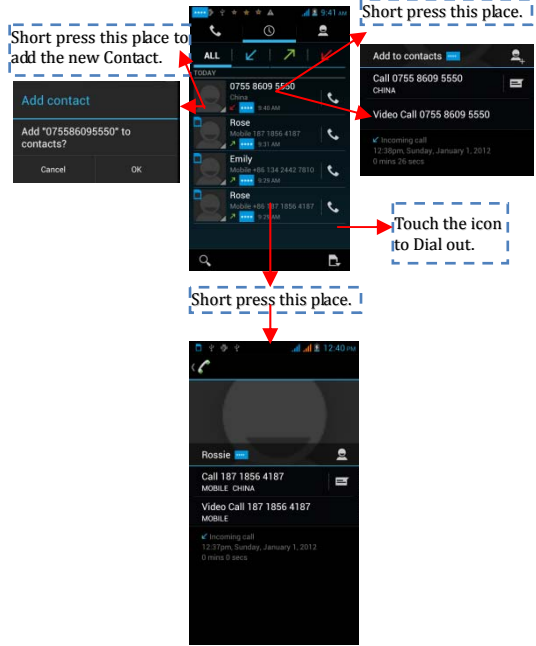 Short press this place to
add the new Contact.
Short press this place.
9:41 AM
ALL
TODAY
0755 8609 5550
China
9:40 AM
Rose
Mobile 187 1856 4187
9:31 AM
Emily
Mobile +86 134 2442 7810
9:29 AM
Rose
Mobile +86 187 1856 4187
9:29 AM
Add contact
Add "075586095550" to
contacts?
Cancel OK
Add to contacts
Call 0755 8609 5550
CHINA
Video Call 0755 8609 5550
Incoming call
12:38pm, Sunday, January 1, 2012
0 mins 26 secs
Touch the icon
to Dial out.
Short press this place.
12:40 PM
Rossie
Call 187 1856 4187
MOBILE CHINA
Video Call 187 1856 4187
MOBILE
Incoming call
12:37pm, Sunday, January 1, 2012
0 mins 0 secs